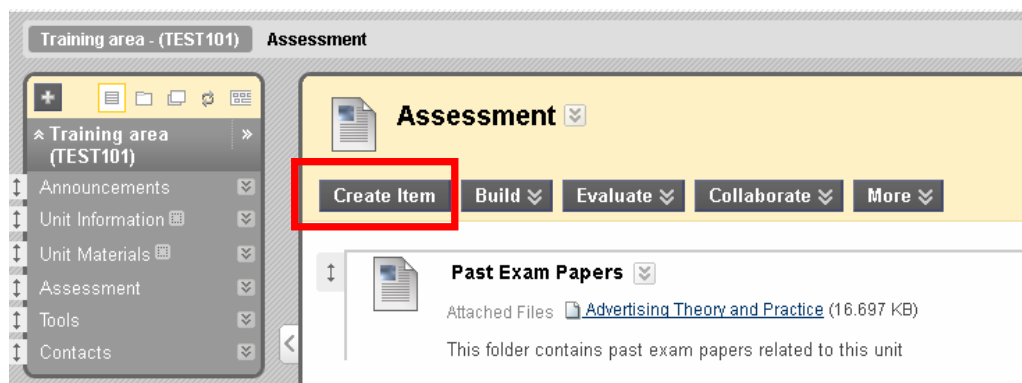 Training area - (TEST101) Assessment
Training area
(TEST101)
Announcements
Unit Information
Unit Materials
Assessment
Tools
Contacts
Assessment
Create Item Build Evaluate Collaborate More
Past Exam Papers
Attached Files Advertising Theory and Practice (16.697 KB)
This folder contains past exam papers related to this unit